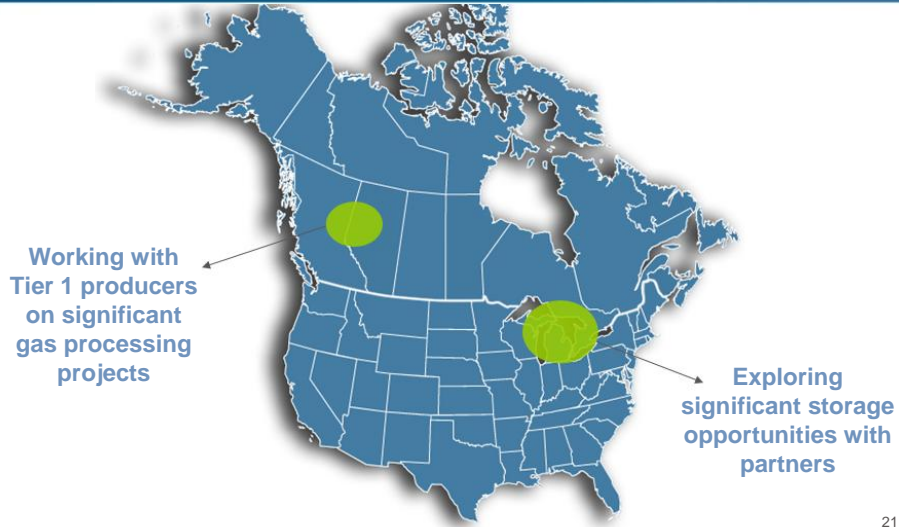 Working with
Tier 1 producers
on significant
gas processing
projects
Exploring
significant storage
opportunities with
partners
21